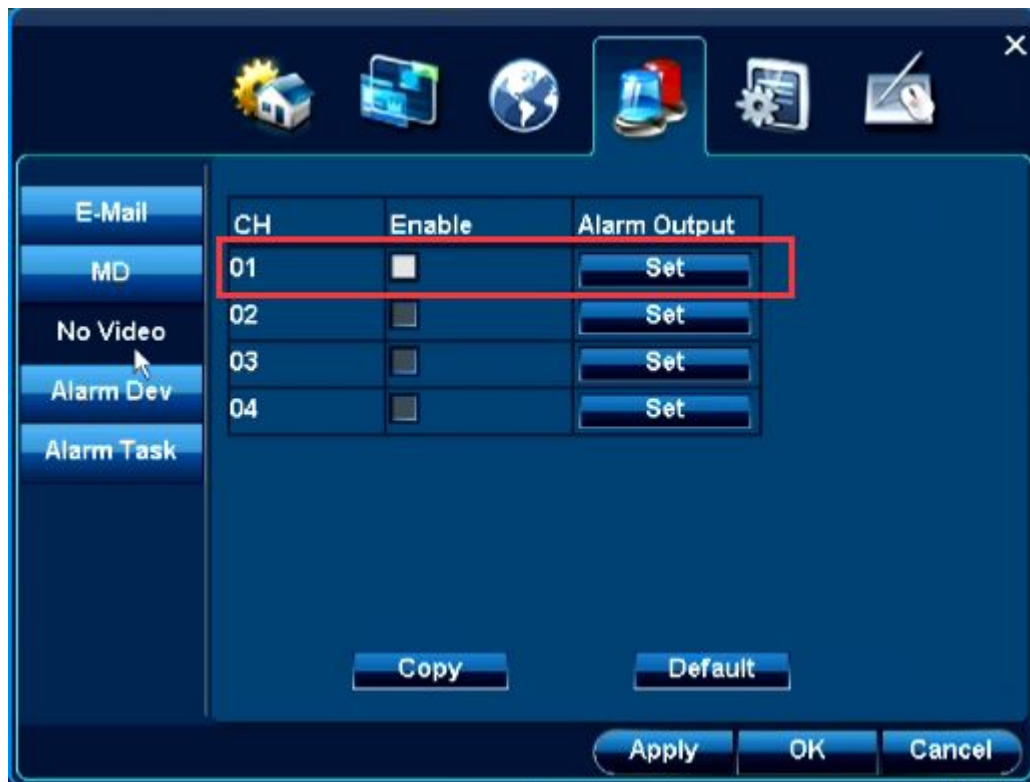 E-Mail
MD
No Video
Alarm Dev
Alarm Task
CH Enable Alarm Output
01 Set
02 Set
03 Set
04 Set
Copy Default
Apply OK Cancel